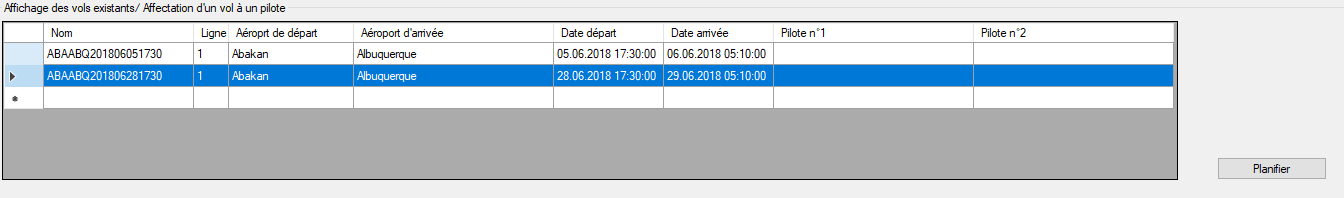 Affichage des vols existants/ Affectation d'un vol à un pilote
Nom Ligne Aéroprt de départ Aéroport d'arrivée Date départ Date arrivée Pilote n°1 Pilote n°2
ABAABQ201806051730 1 Abakan Albuquerque 05.06.2018 17:30:00 06.06.2018 05:10:00
ABAABQ201806281730 1 Abakan Albuquerque 28.06.2018 17:30:00 29.06.2018 05:10:00
Planifier